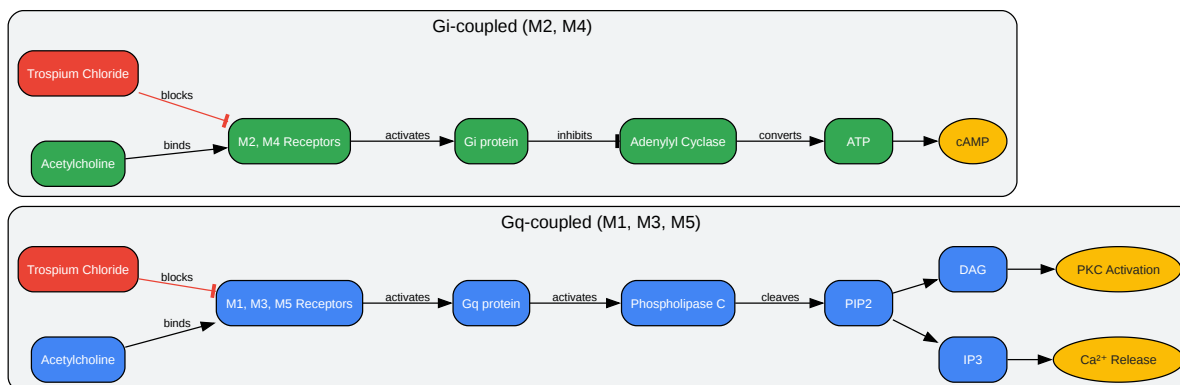 Gi-coupled (M2, M4)
Trospium Chloride
blocks
Acetylcholine
binds
M2, M4 Receptors
activates
Gi protein
inhibits
Adenylyl Cyclase
converts
ATP
cAMP
Gq-coupled (M1, M3, M5)
Trospium Chloride
blocks
Acetylcholine
binds
M1, M3, M5 Receptors
activates
Gq protein
activates
Phospholipase C
cleaves
PIP2
DAG
PKC Activation
IP3
Ca²⁺ Release